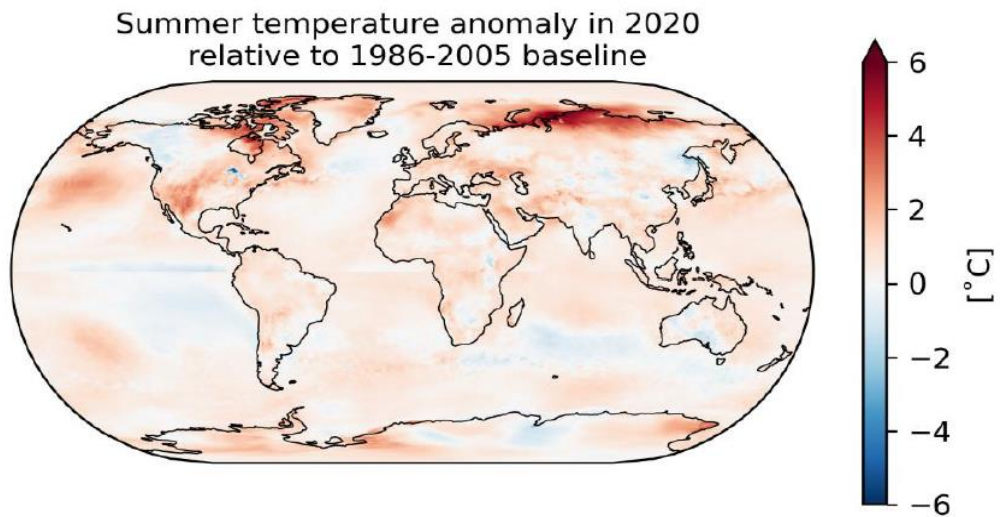 Summer temperature anomaly in 2020
relative to 1986-2005 baseline
6
4
2
0
−2
−4
−6
[°C]